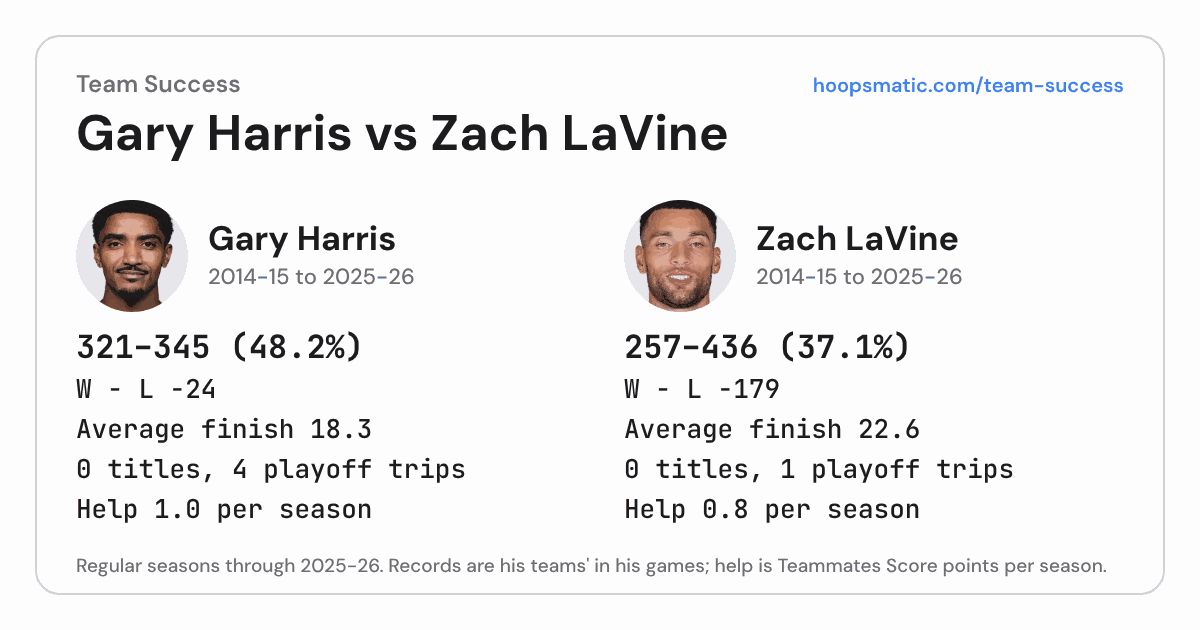 Team Success
hoopsmatic.com/team-success
Gary Harris vs Zach LaVine
Gary Harris
2014-15 to 2025-26
321-345 (48.2%)
W - L -24
Average finish 18.3
0 titles, 4 playoff trips
Help 1.0 per season
Zach LaVine
2014-15 to 2025-26
257-436 (37.1%)
W - L -179
Average finish 22.6
0 titles, 1 playoff trips
Help 0.8 per season
Regular seasons through 2025-26. Records are his teams' in his games; help is Teammates Score points per season.